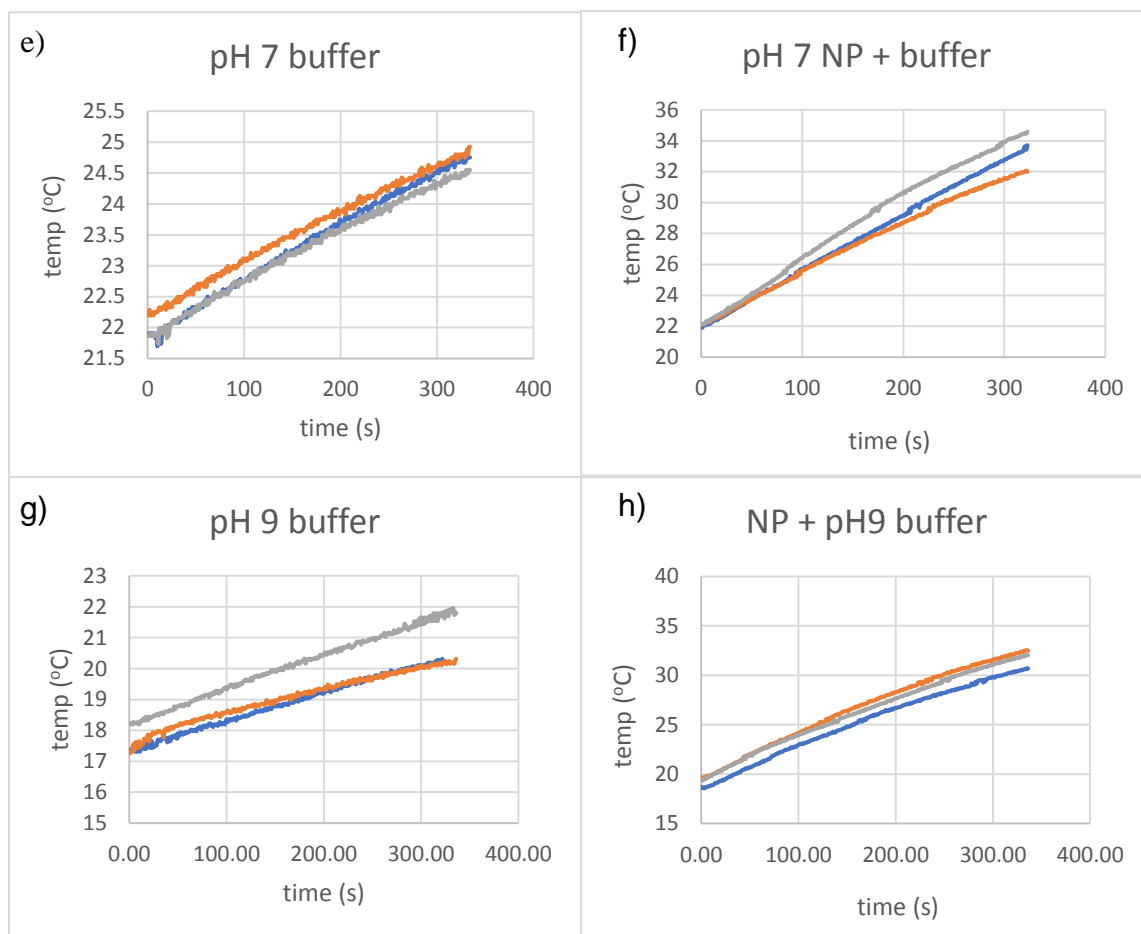 e)
pH 7 buffer
25.5
25
24.5
24
23.5
23
22.5
22
21.5
temp (°C)
0 100 200 300 400
time (s)
f)
pH 7 NP + buffer
36
34
32
30
28
26
24
22
20
temp (°C)
0 100 200 300 400
time (s)
g)
pH 9 buffer
23
22
21
20
19
18
17
16
15
temp (°C)
0.00 100.00 200.00 300.00 400.00
time (s)
h)
NP + pH9 buffer
40
35
30
25
20
15
temp (°C)
0.00 100.00 200.00 300.00 400.00
time (s)